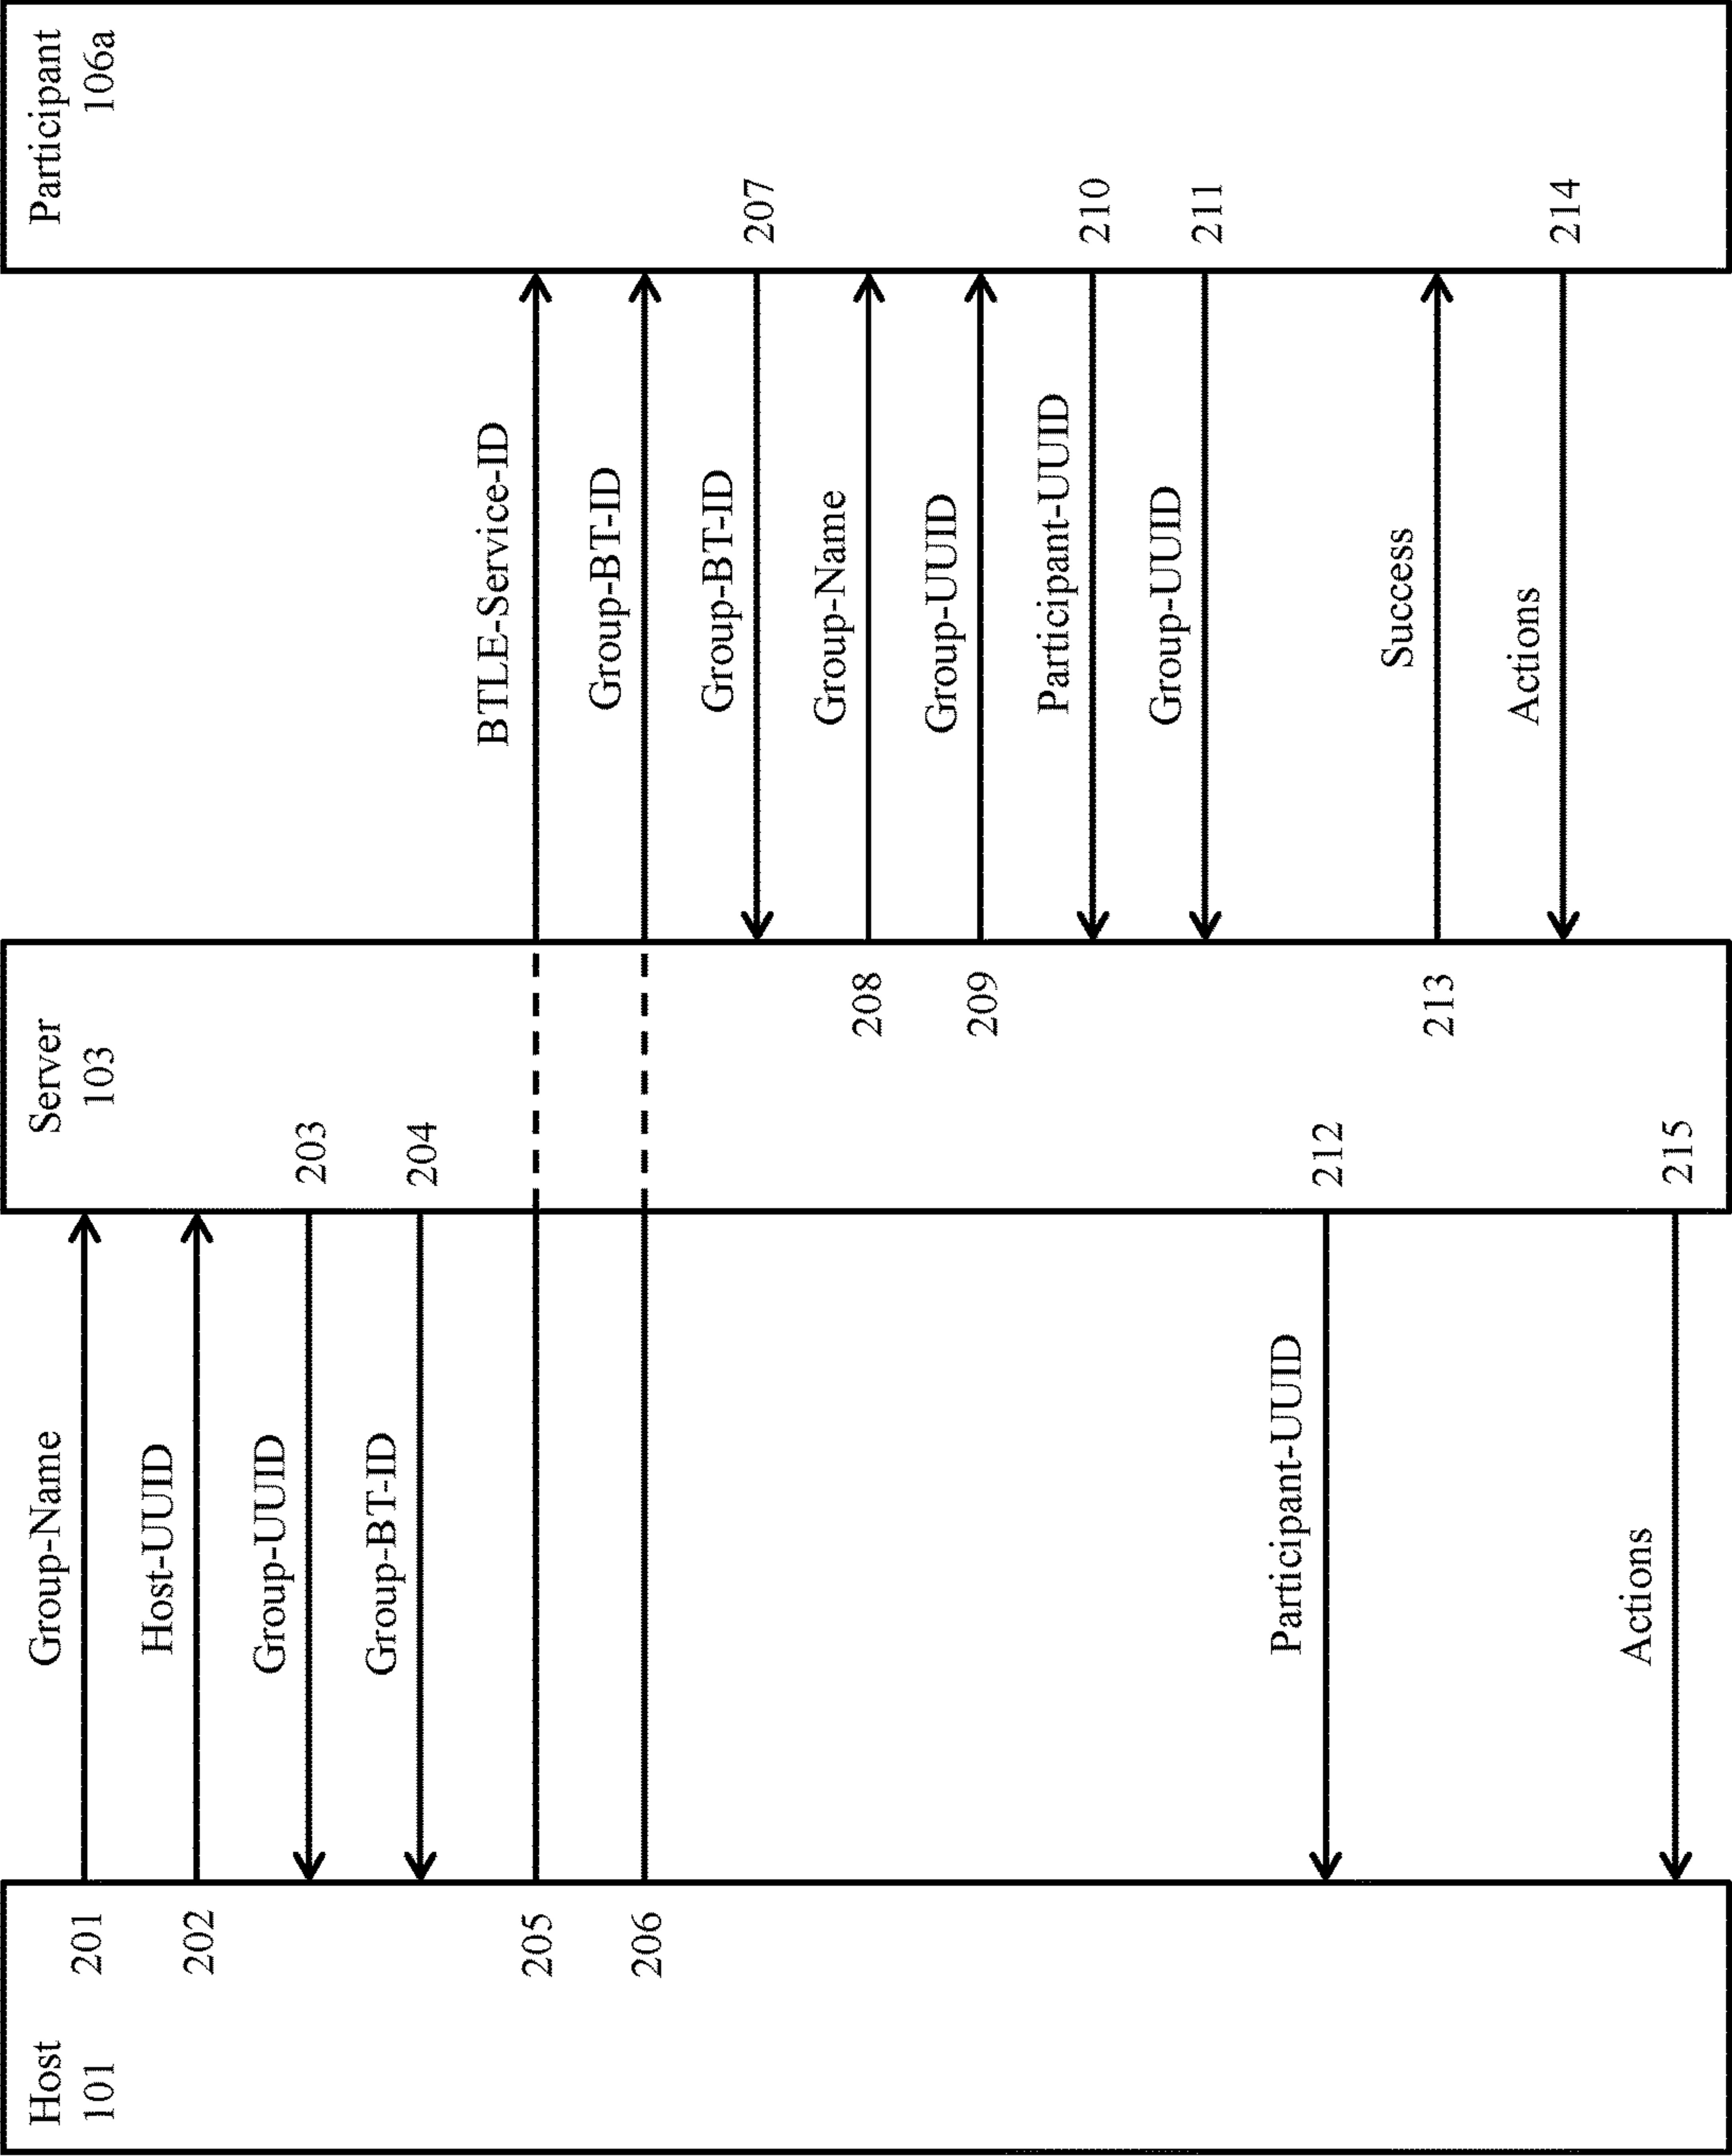 Host
101
Server
103
Participant
106a
201
Group-Name
202
Host-UUID
Group-UUID
203
Group-BT-ID
204
205
BTLE-Service-ID
206
Group-BT-ID
Group-BT-ID
207
208
Group-Name
209
Group-UUID
Participant-UUID
210
Group-UUID
211
Participant-UUID
212
213
Success
Actions
214
Actions
215